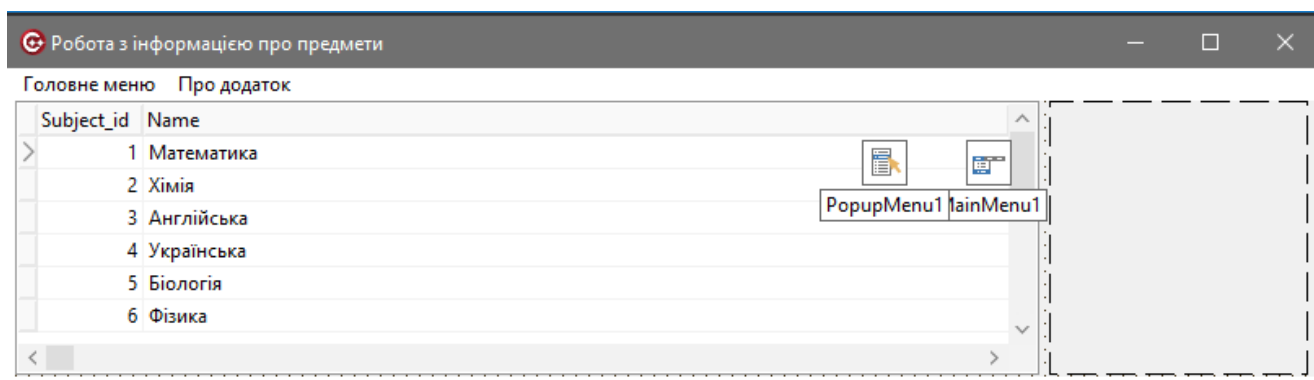 Робота з інформацією про предмети
Головне меню Про додаток
Subject_id Name
1 Математика
2 Хімія
3 Англійська
PopupMenu1 MainMenu1
4 Українська
5 Біологія
6 Фізика